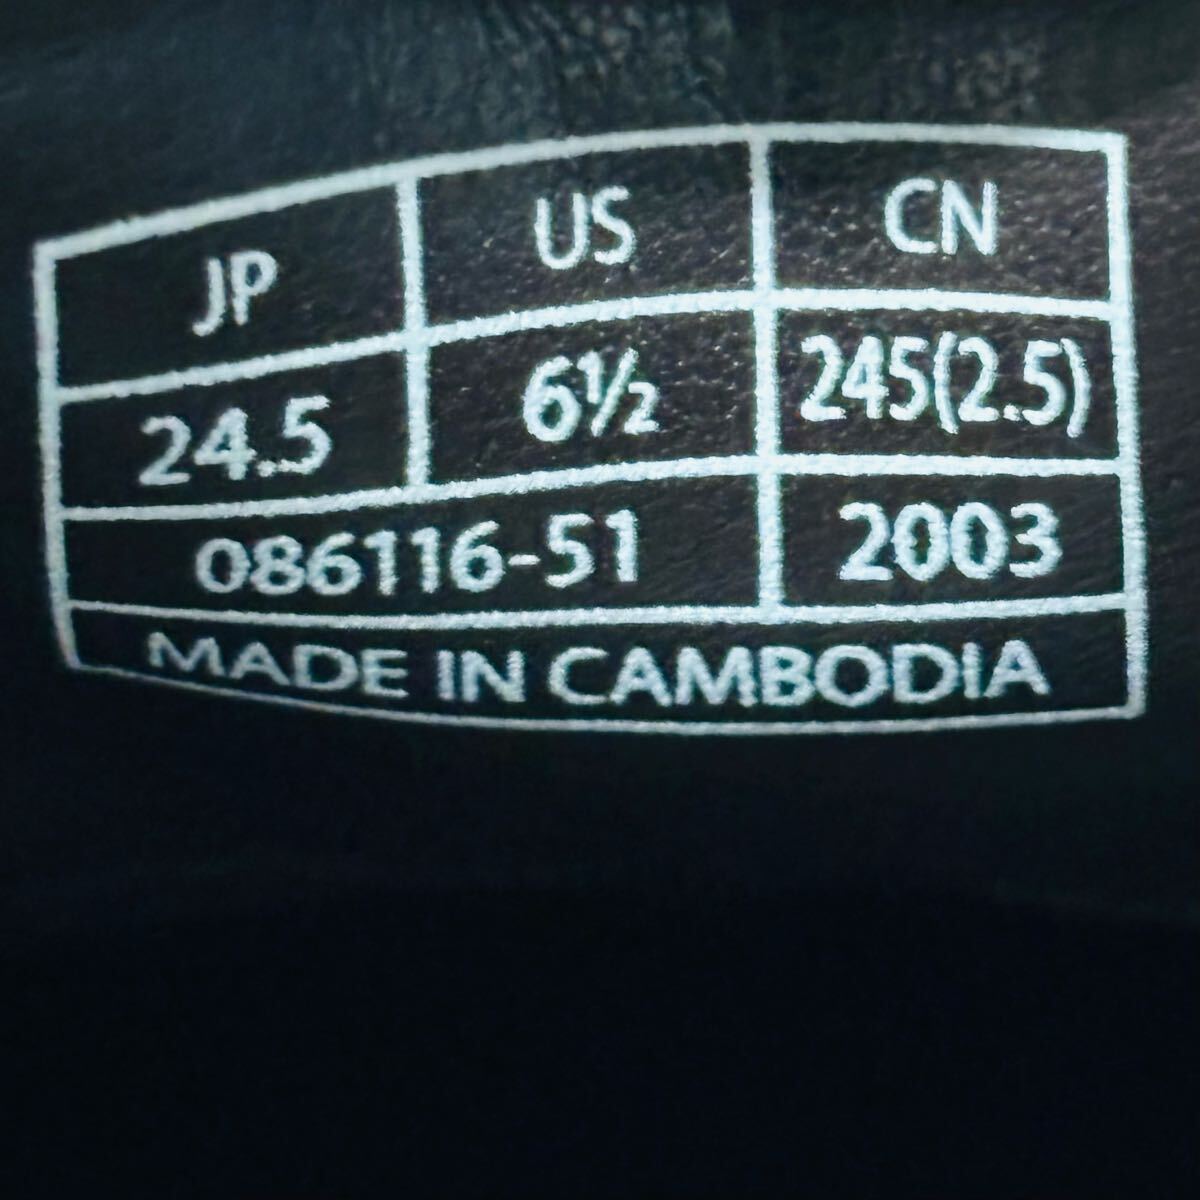 JP US CN
24.5 6½ 245(2.5)
086116-51 2003
MADE IN CAMBODIA